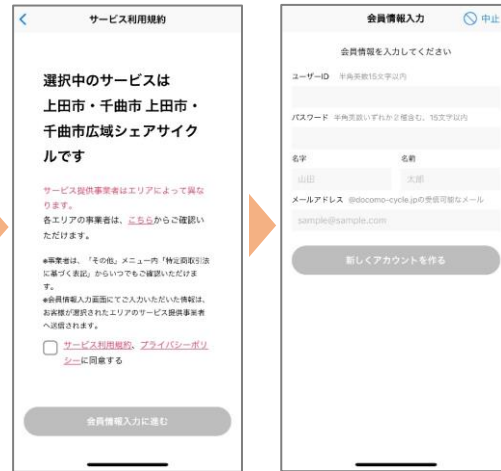 サービス利用規約
選択中のサービスは
上田市・千曲市 上田市・
千曲市広域シェアサイク
ルです
サービス提供事業者はエリアによって異な
ります。
各エリアの事業者は、こちらからご確認い
ただけます。
※事業者は、「その他」メニュー内「特定商取引法
に基づく表記」からいつでもご確認いただけま
す。
※会員情報入力画面にてご入力いただいた情報は、
お客様が選択されたエリアのサービス提供事業者
へ送信されます。
サービス利用規約、プライバシーポリ
シーに同意する
会員情報入力に進む
会員情報入力
中止
会員情報を入力してください
ユーザーID 半角英数15文字以内
パスワード 半角英数いずれか2種含む、15文字以内
名字 名前
山田 太郎
メールアドレス @docomo-cycle.jpの受信可能なメール
sample@sample.com
新しくアカウントを作る